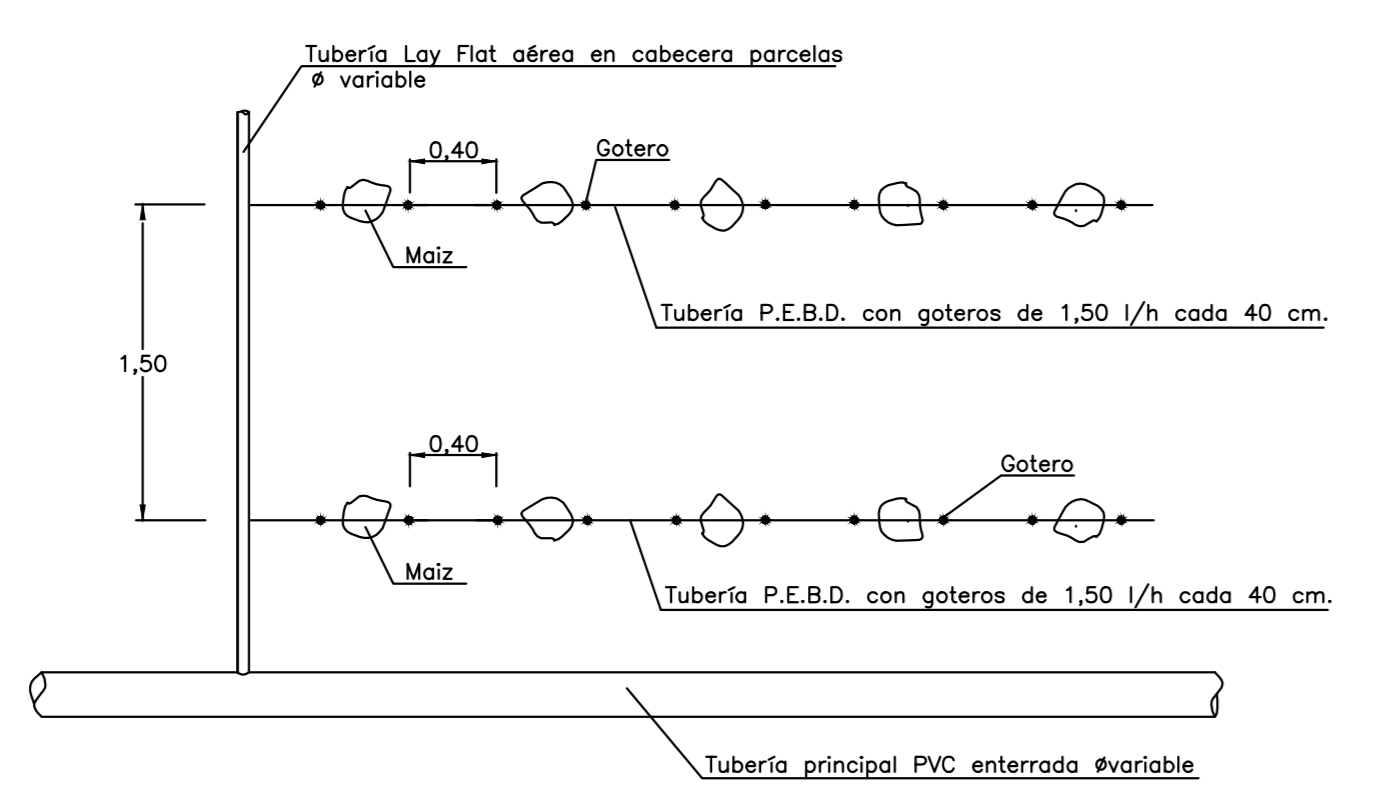 Tubería Lay Flat aérea en cabecera parcelas
ø variable
0,40
Gotero
Maiz
Tubería P.E.B.D. con goteros de 1,50 l/h cada 40 cm.
1,50
0,40
Gotero
Maiz
Tubería P.E.B.D. con goteros de 1,50 l/h cada 40 cm.
Tubería principal PVC enterrada øvariable